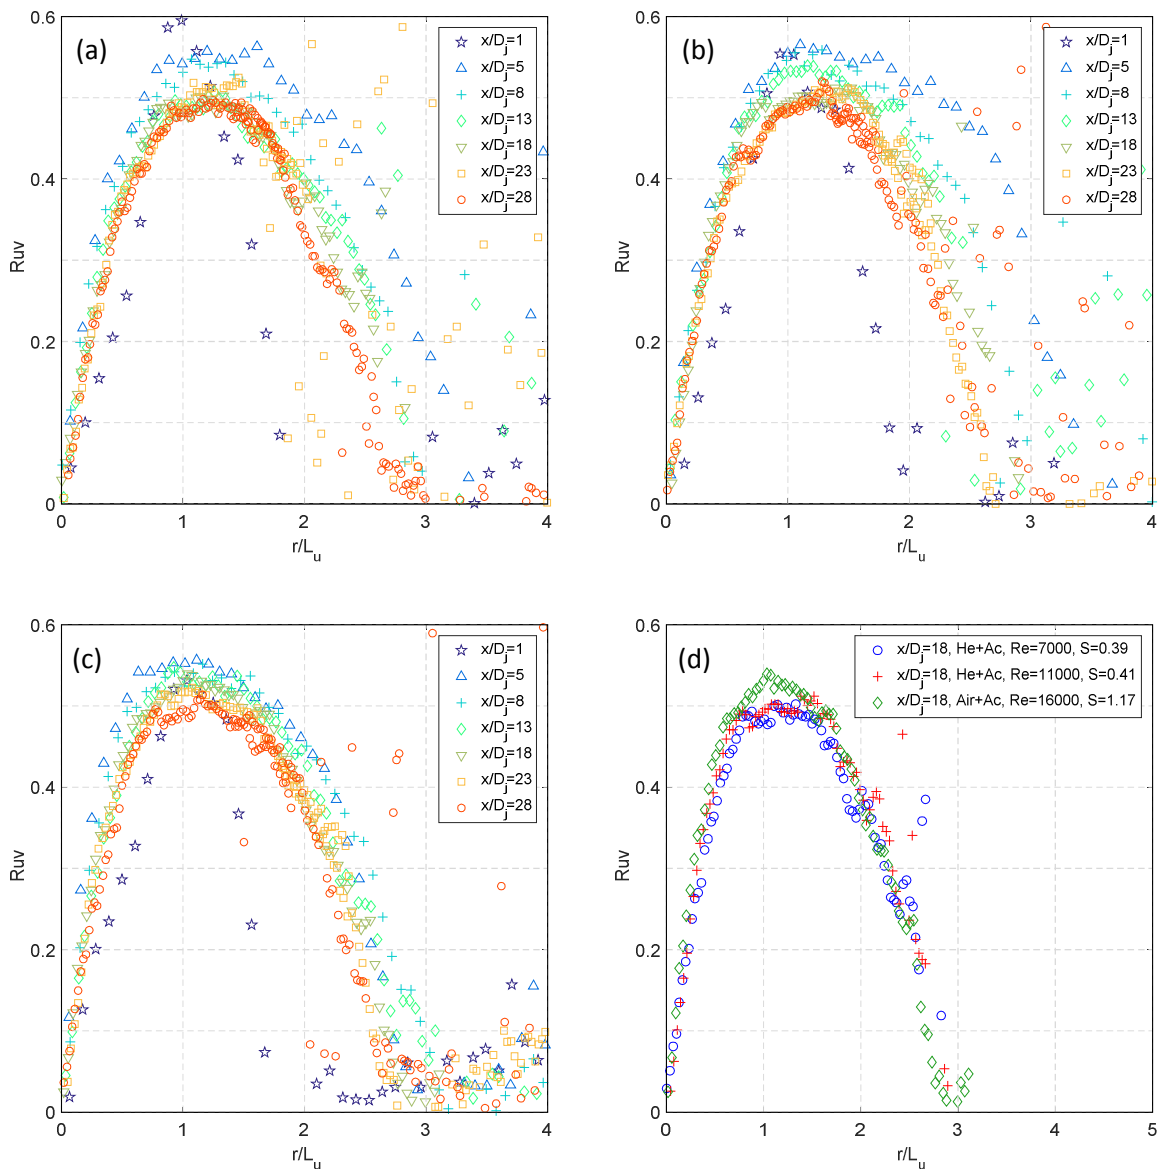 (a)
x/Dj=1
x/Dj=5
x/Dj=8
x/Dj=13
x/Dj=18
x/Dj=23
x/Dj=28
0.6
0.4
0.2
0
Ruv
0 1 2 3 4
r/Lu
(b)
x/Dj=1
x/Dj=5
x/Dj=8
x/Dj=13
x/Dj=18
x/Dj=23
x/Dj=28
0.6
0.4
0.2
0
Ruv
0 1 2 3 4
r/Lu
(c)
x/Dj=1
x/Dj=5
x/Dj=8
x/Dj=13
x/Dj=18
x/Dj=23
x/Dj=28
0.6
0.4
0.2
0
Ruv
0 1 2 3 4
r/Lu
(d)
x/Dj=18, He+Ac, Re=7000, S=0.39
x/Dj=18, He+Ac, Re=11000, S=0.41
x/Dj=18, Air+Ac, Re=16000, S=1.17
0.6
0.4
0.2
0
Ruv
0 1 2 3 4 5
r/Lu